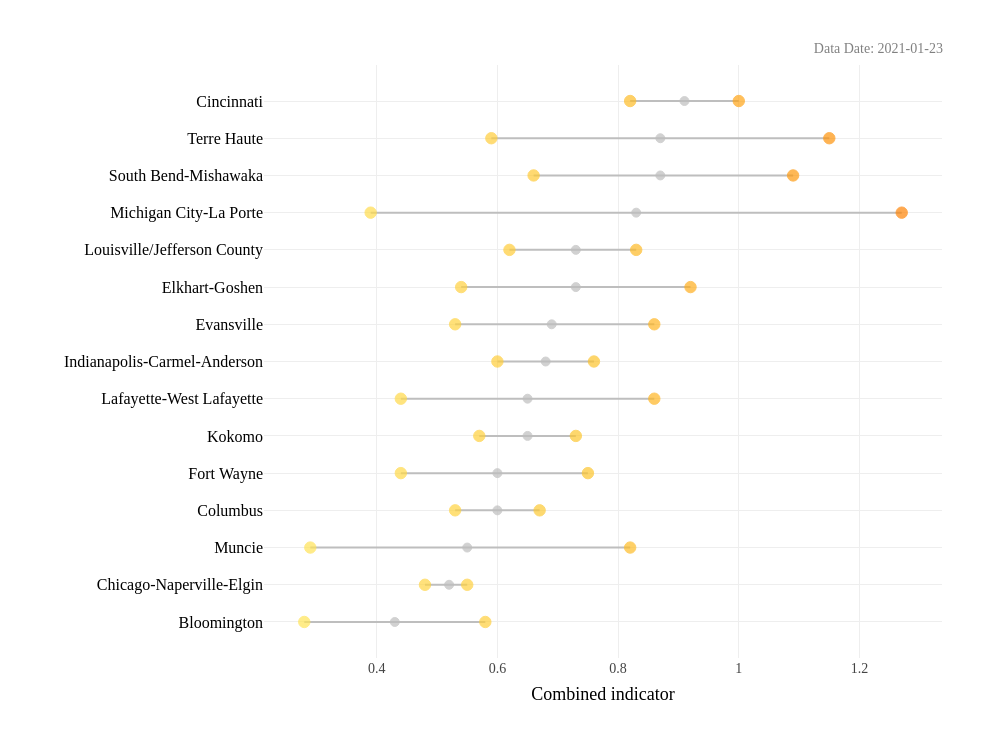 Data Date: 2021-01-23
Cincinnati
Terre Haute
South Bend-Mishawaka
Michigan City-La Porte
Louisville/Jefferson County
Elkhart-Goshen
Evansville
Indianapolis-Carmel-Anderson
Lafayette-West Lafayette
Kokomo
Fort Wayne
Columbus
Muncie
Chicago-Naperville-Elgin
Bloomington
0.4 0.6 0.8 1 1.2
Combined indicator